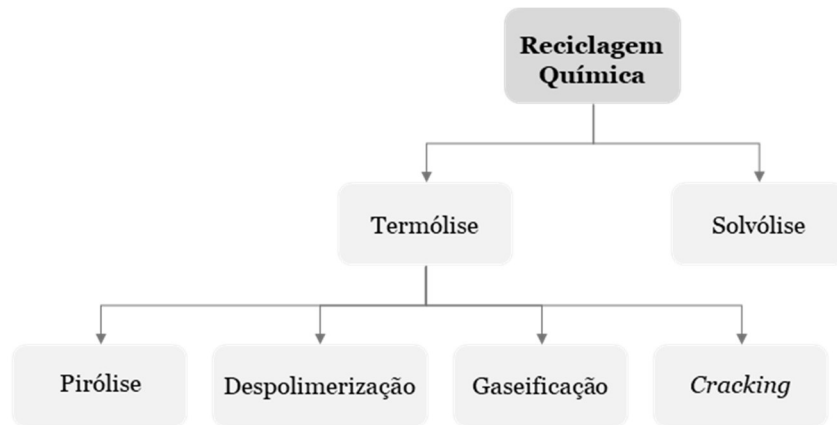 Reciclagem
Química
Termólise
Solvólise
Pirólise
Despolimerização
Gaseificação
Cracking